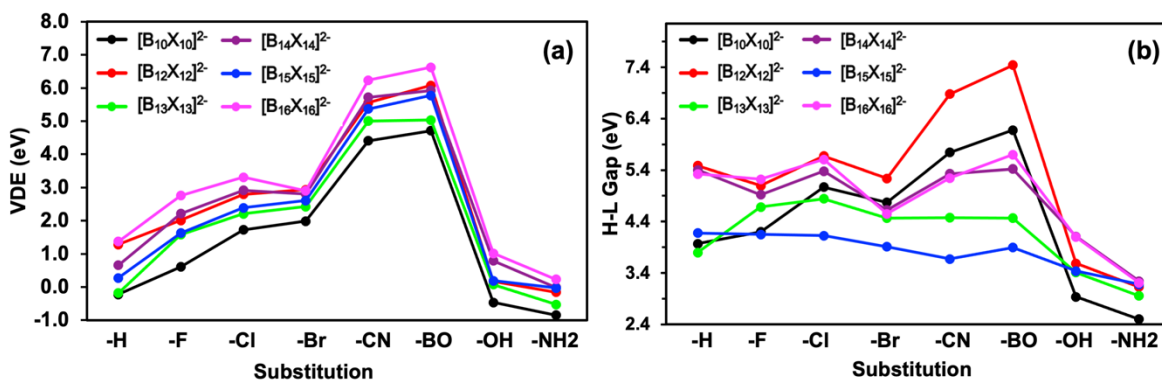 8.0
7.0
6.0
5.0
4.0
3.0
2.0
1.0
0.0
-1.0
VDE (eV)
[B10X10]2- [B14X14]2-
[B12X12]2- [B15X15]2-
[B13X13]2- [B16X16]2-
(a)
-H -F -Cl -Br -CN -BO -OH -NH2
Substitution
7.4
6.4
5.4
4.4
3.4
2.4
H-L Gap (eV)
[B10X10]2- [B14X14]2-
[B12X12]2- [B15X15]2-
[B13X13]2- [B16X16]2-
(b)
-H -F -Cl -Br -CN -BO -OH -NH2
Substitution